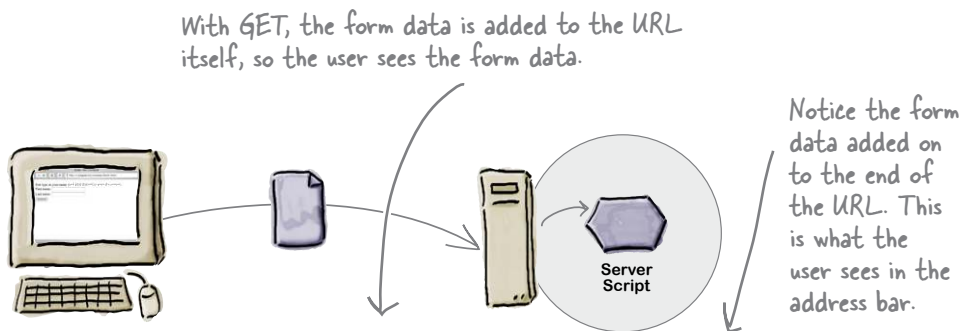 With GET, the form data is added to the URL
itself, so the user sees the form data.
Notice the form
data added on
to the end of
the URL. This
is what the
user sees in the
address bar.
Server
Script